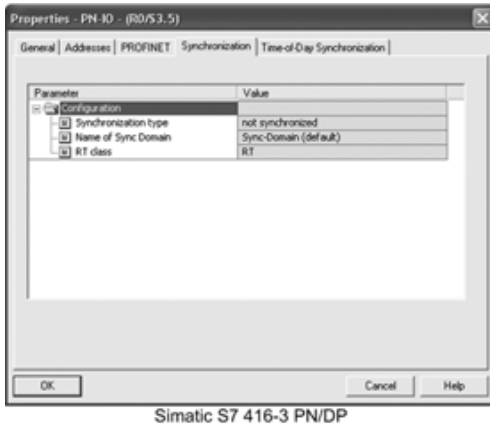 Properties - PN-IO - (R0/S3.5)
General Addresses PROFINET Synchronization Time-of-Day Synchronization
Parameter Value
Configuration
Synchronization type not synchronized
Name of Sync Domain Sync-Domain (default)
RT class RT
OK Cancel Help
Simatic S7 416-3 PN/DP